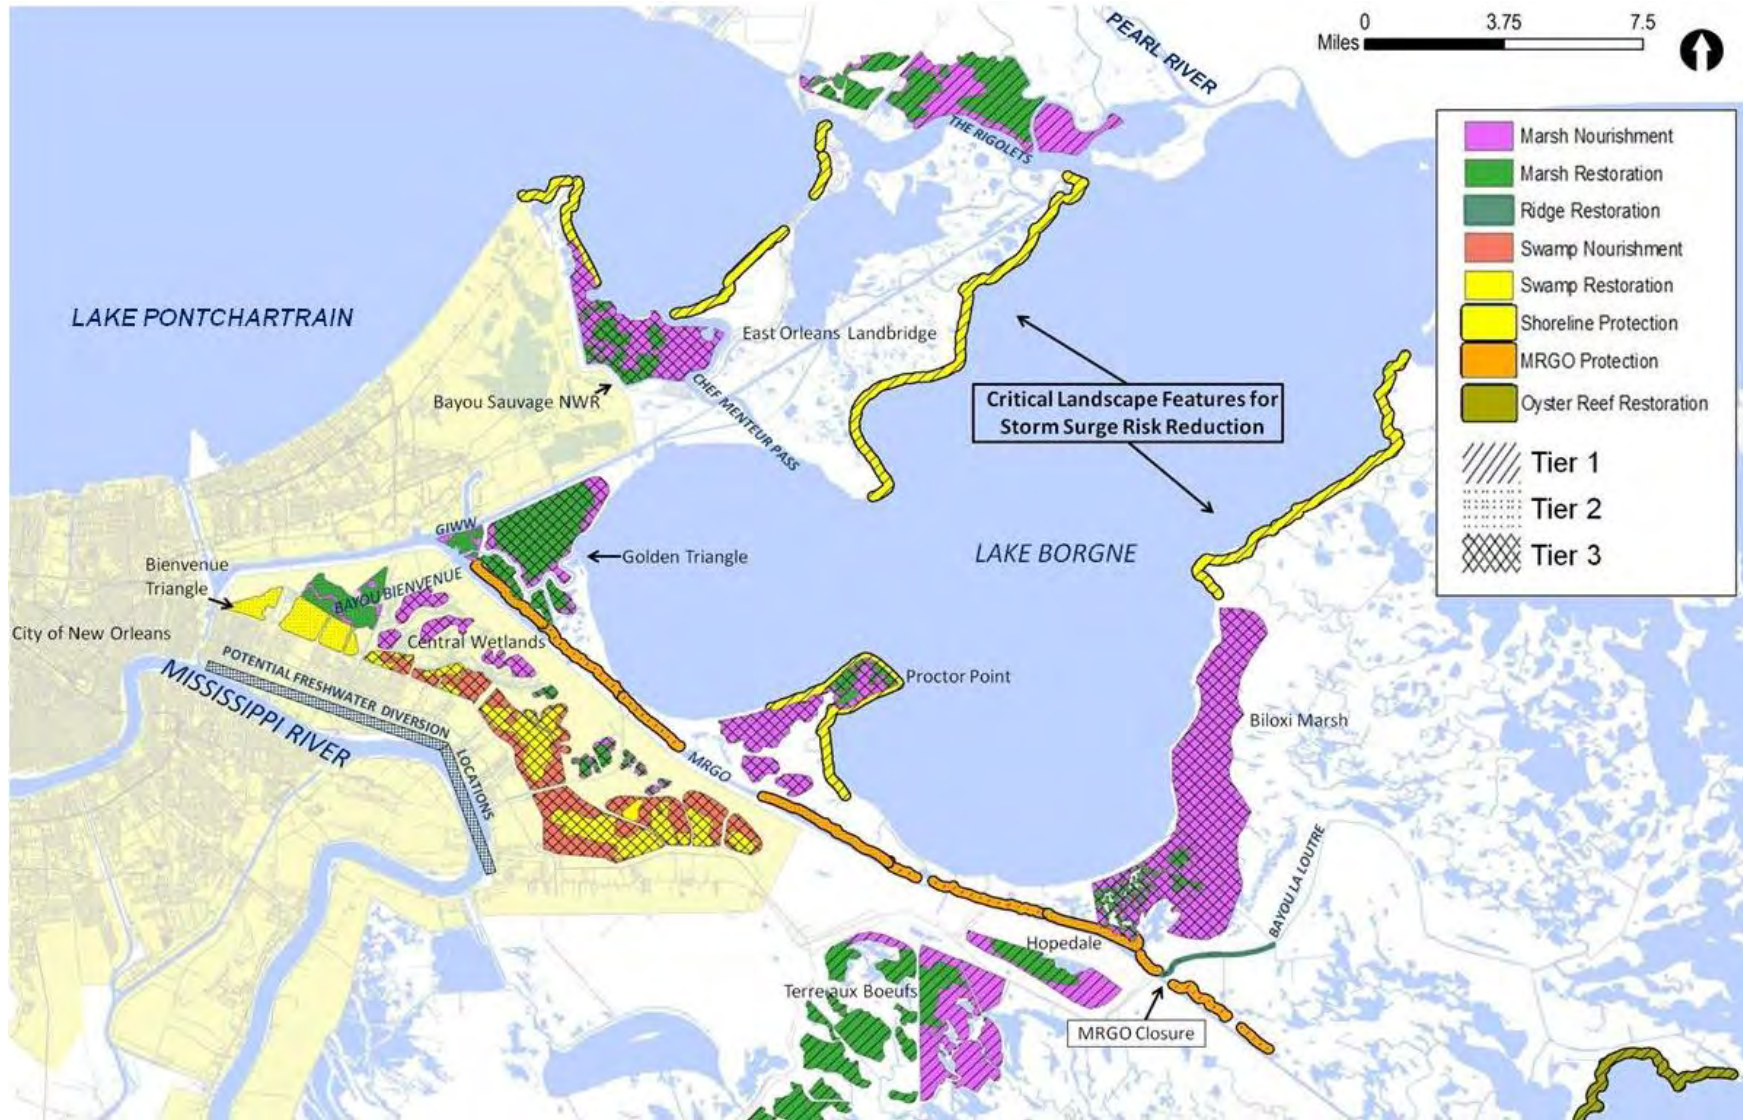 0 3.75 7.5
Miles
PEARL RIVER
Marsh Nourishment
Marsh Restoration
Ridge Restoration
Swamp Nourishment
Swamp Restoration
Shoreline Protection
MRGO Protection
Oyster Reef Restoration
Tier 1
Tier 2
Tier 3
THE RIGOLETS
LAKE PONTCHARTRAIN
East Orleans Landbridge
Bayou Sauvage NWR
CHEF MENTEUR PASS
Critical Landscape Features for
Storm Surge Risk Reduction
GIWW
Golden Triangle
LAKE BORGNE
Bienvenue
Triangle
BAYOU BIENVENUE
City of New Orleans
Central Wetlands
POTENTIAL FRESHWATER DIVERSION
LOCATIONS
MISSISSIPPI RIVER
Proctor Point
Biloxi Marsh
MRGO
BAYOU LA LOUTRE
Hopedale
Terre aux Boeufs
MRGO Closure